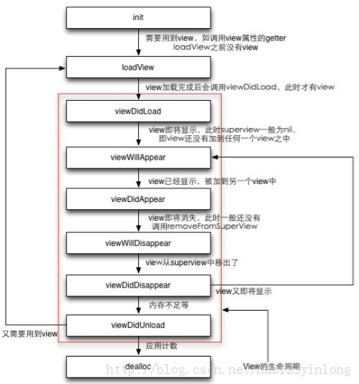 init
需要用到view，如调用view属性的getter
loadView之前没有view
loadView
view加载完成后会调用viewDidLoad，此时才有view
viewDidLoad
view即将显示，此时superview一般为nil，
即view还没有加到任何一个view之中
viewWillAppear
view已经显示，被加到另一个view中
viewDidAppear
view即将消失，此时一般还没有
调用removeFromSuperView
viewWillDisappear
view从superview中移出了
viewDidDisappear
view又即将显示
内存不足等
viewDidUnload
又需要用到view
应用计数
dealloc
View的生命周期
http://blog.csdn.net/